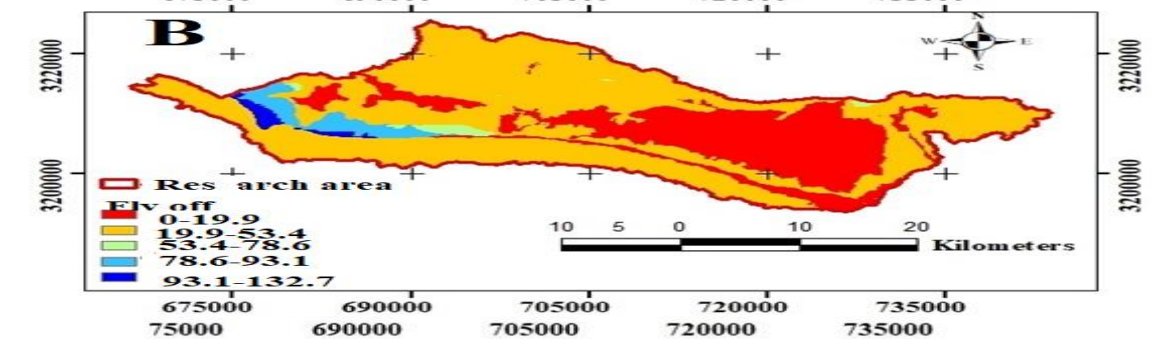 B
N
W E
S
3220000 3220000
3200000 3200000
Res arch area
Elv off
0-19.9
19.9-53.4
53.4-78.6
78.6-93.1
93.1-132.7
10 5 0 10 20
Kilometers
675000 690000 705000 720000 735000
75000 690000 705000 720000 735000